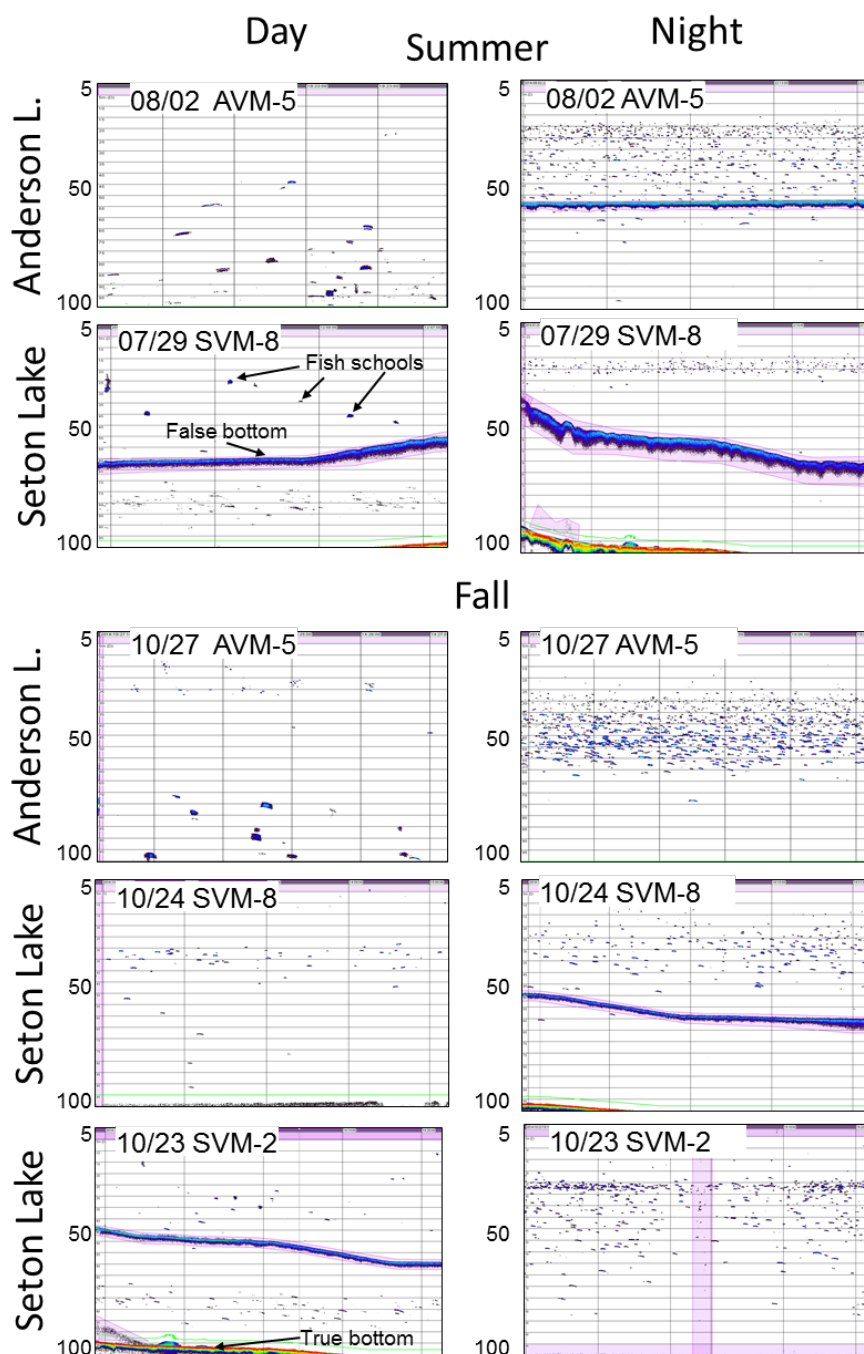 Day
Night
Summer
Anderson L.
5
50
100
08/02 AVM-5
5
50
100
08/02 AVM-5
Seton Lake
5
50
100
07/29 SVM-8
Fish schools
False bottom
5
50
100
07/29 SVM-8
Fall
Anderson L.
5
50
100
10/27 AVM-5
5
50
100
10/27 AVM-5
Seton Lake
5
50
100
10/24 SVM-8
5
50
100
10/24 SVM-8
Seton Lake
5
50
100
10/23 SVM-2
True bottom
5
50
100
10/23 SVM-2